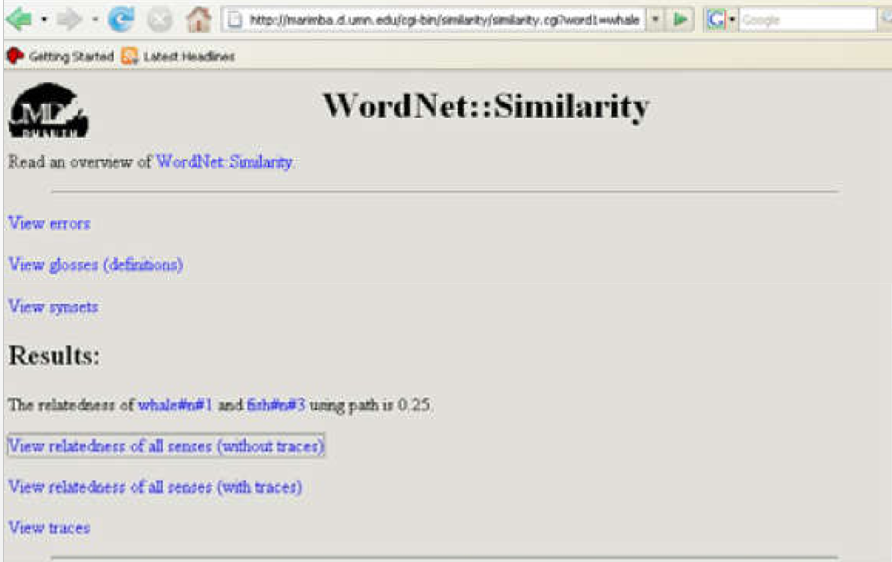 http://marimba.d.umn.edu/cgi-bin/similarity/similarity.cgi?word1=whale
Google
Getting Started Latest Headlines
UMD
DULUTH
WordNet::Similarity
Read an overview of WordNet::Similarity.
View errors
View glosses (definitions)
View synsets
Results:
The relatedness of whale#n#1 and fish#n#3 using path is 0.25.
View relatedness of all senses (without traces)
View relatedness of all senses (with traces)
View traces